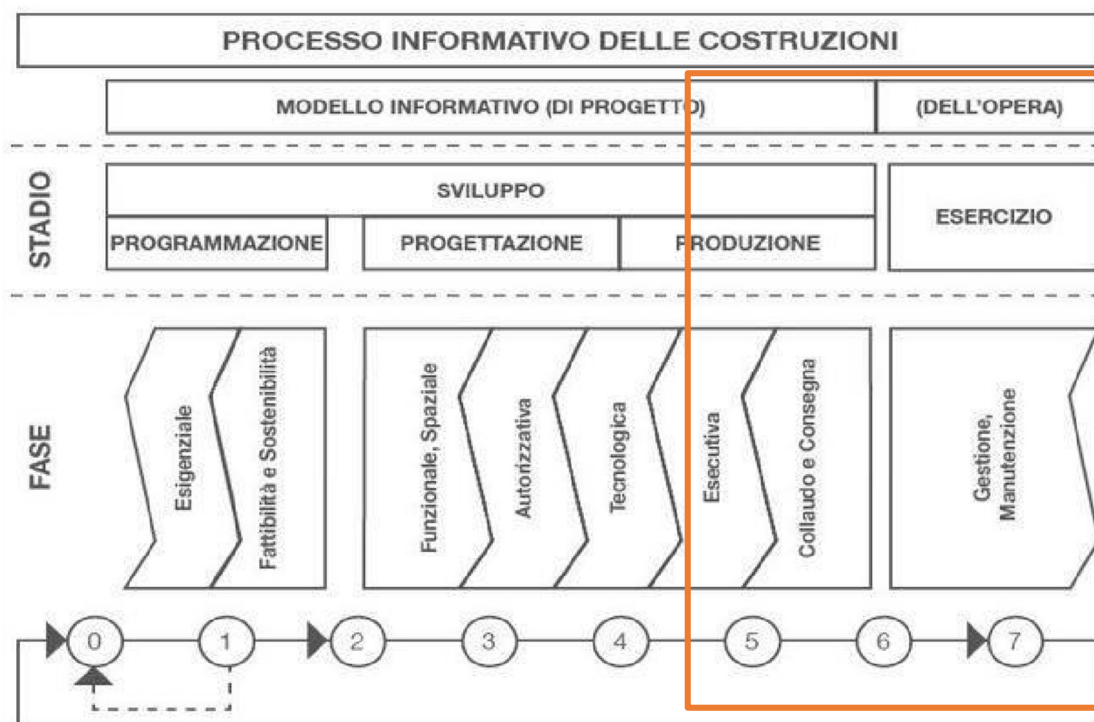 PROCESSO INFORMATIVO DELLE COSTRUZIONI
MODELLO INFORMATIVO (DI PROGETTO)
(DELL'OPERA)
STADIO
SVILUPPO
ESERCIZIO
PROGRAMMAZIONE
PROGETTAZIONE
PRODUZIONE
FASE
Esigenziale
Fattibilità e Sostenibilità
Funzionale, Spaziale
Autorizzativa
Tecnologica
Esecutiva
Collaudo e Consegna
Gestione,
Manutenzione
0 1 2 3 4 5 6 7